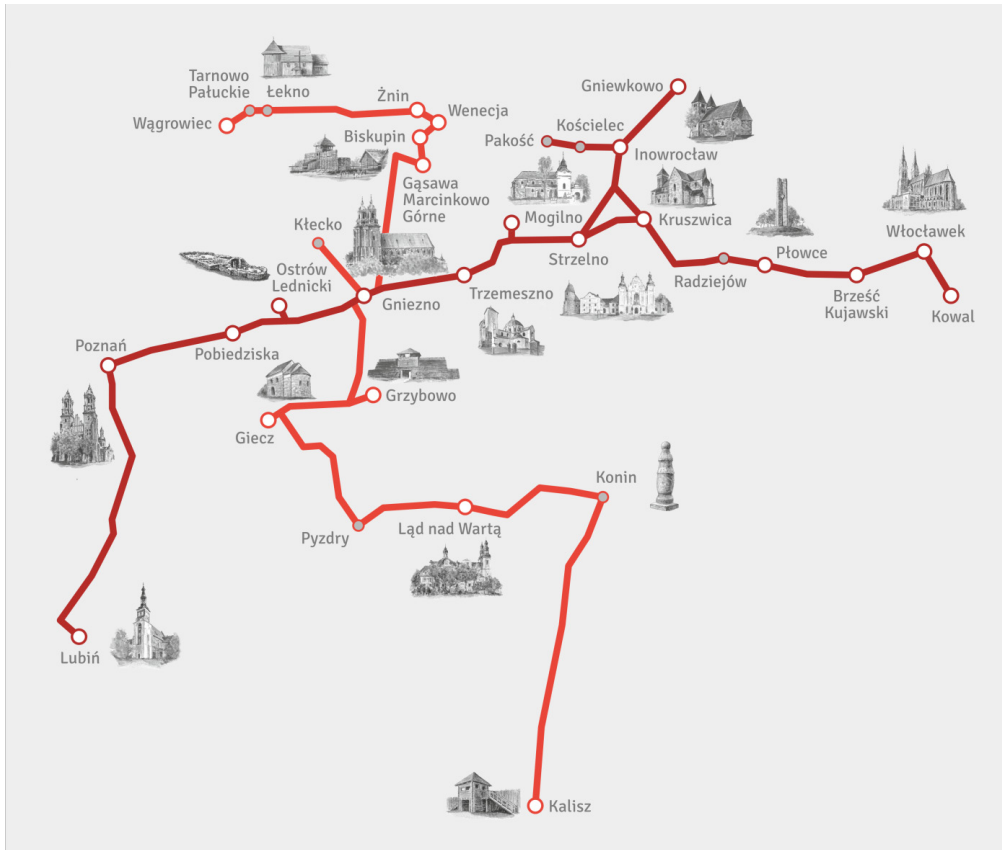 Tarnowo
Pałuckie
Łekno
Wągrowiec
Żnin
Wenecja
Biskupin
Gąsawa
Marcinkowo
Górne
Gniewkowo
Pakość
Kościelec
Inowrocław
Mogilno
Kruszwica
Strzelno
Płowce
Włocławek
Radziejów
Brześć
Kujawski
Kowal
Kłecko
Ostrów
Lednicki
Gniezno
Trzemeszno
Poznań
Pobiedziska
Grzybowo
Giecz
Konin
Pyzdry
Ląd nad Wartą
Lubiń
Kalisz